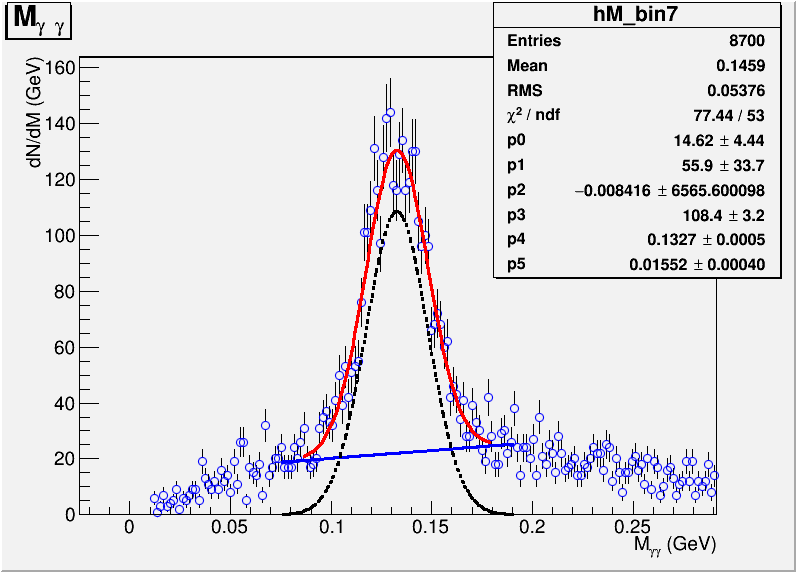 Mγ γ
hM_bin7
Entries 8700
Mean 0.1459
RMS 0.05376
χ² / ndf 77.44 / 53
p0 14.62 ± 4.44
p1 55.9 ± 33.7
p2 −0.008416 ± 6565.600098
p3 108.4 ± 3.2
p4 0.1327 ± 0.0005
p5 0.01552 ± 0.00040
dN/dM (GeV)
160
140
120
100
80
60
40
20
0
0 0.05 0.1 0.15 0.2 0.25
Mγγ (GeV)